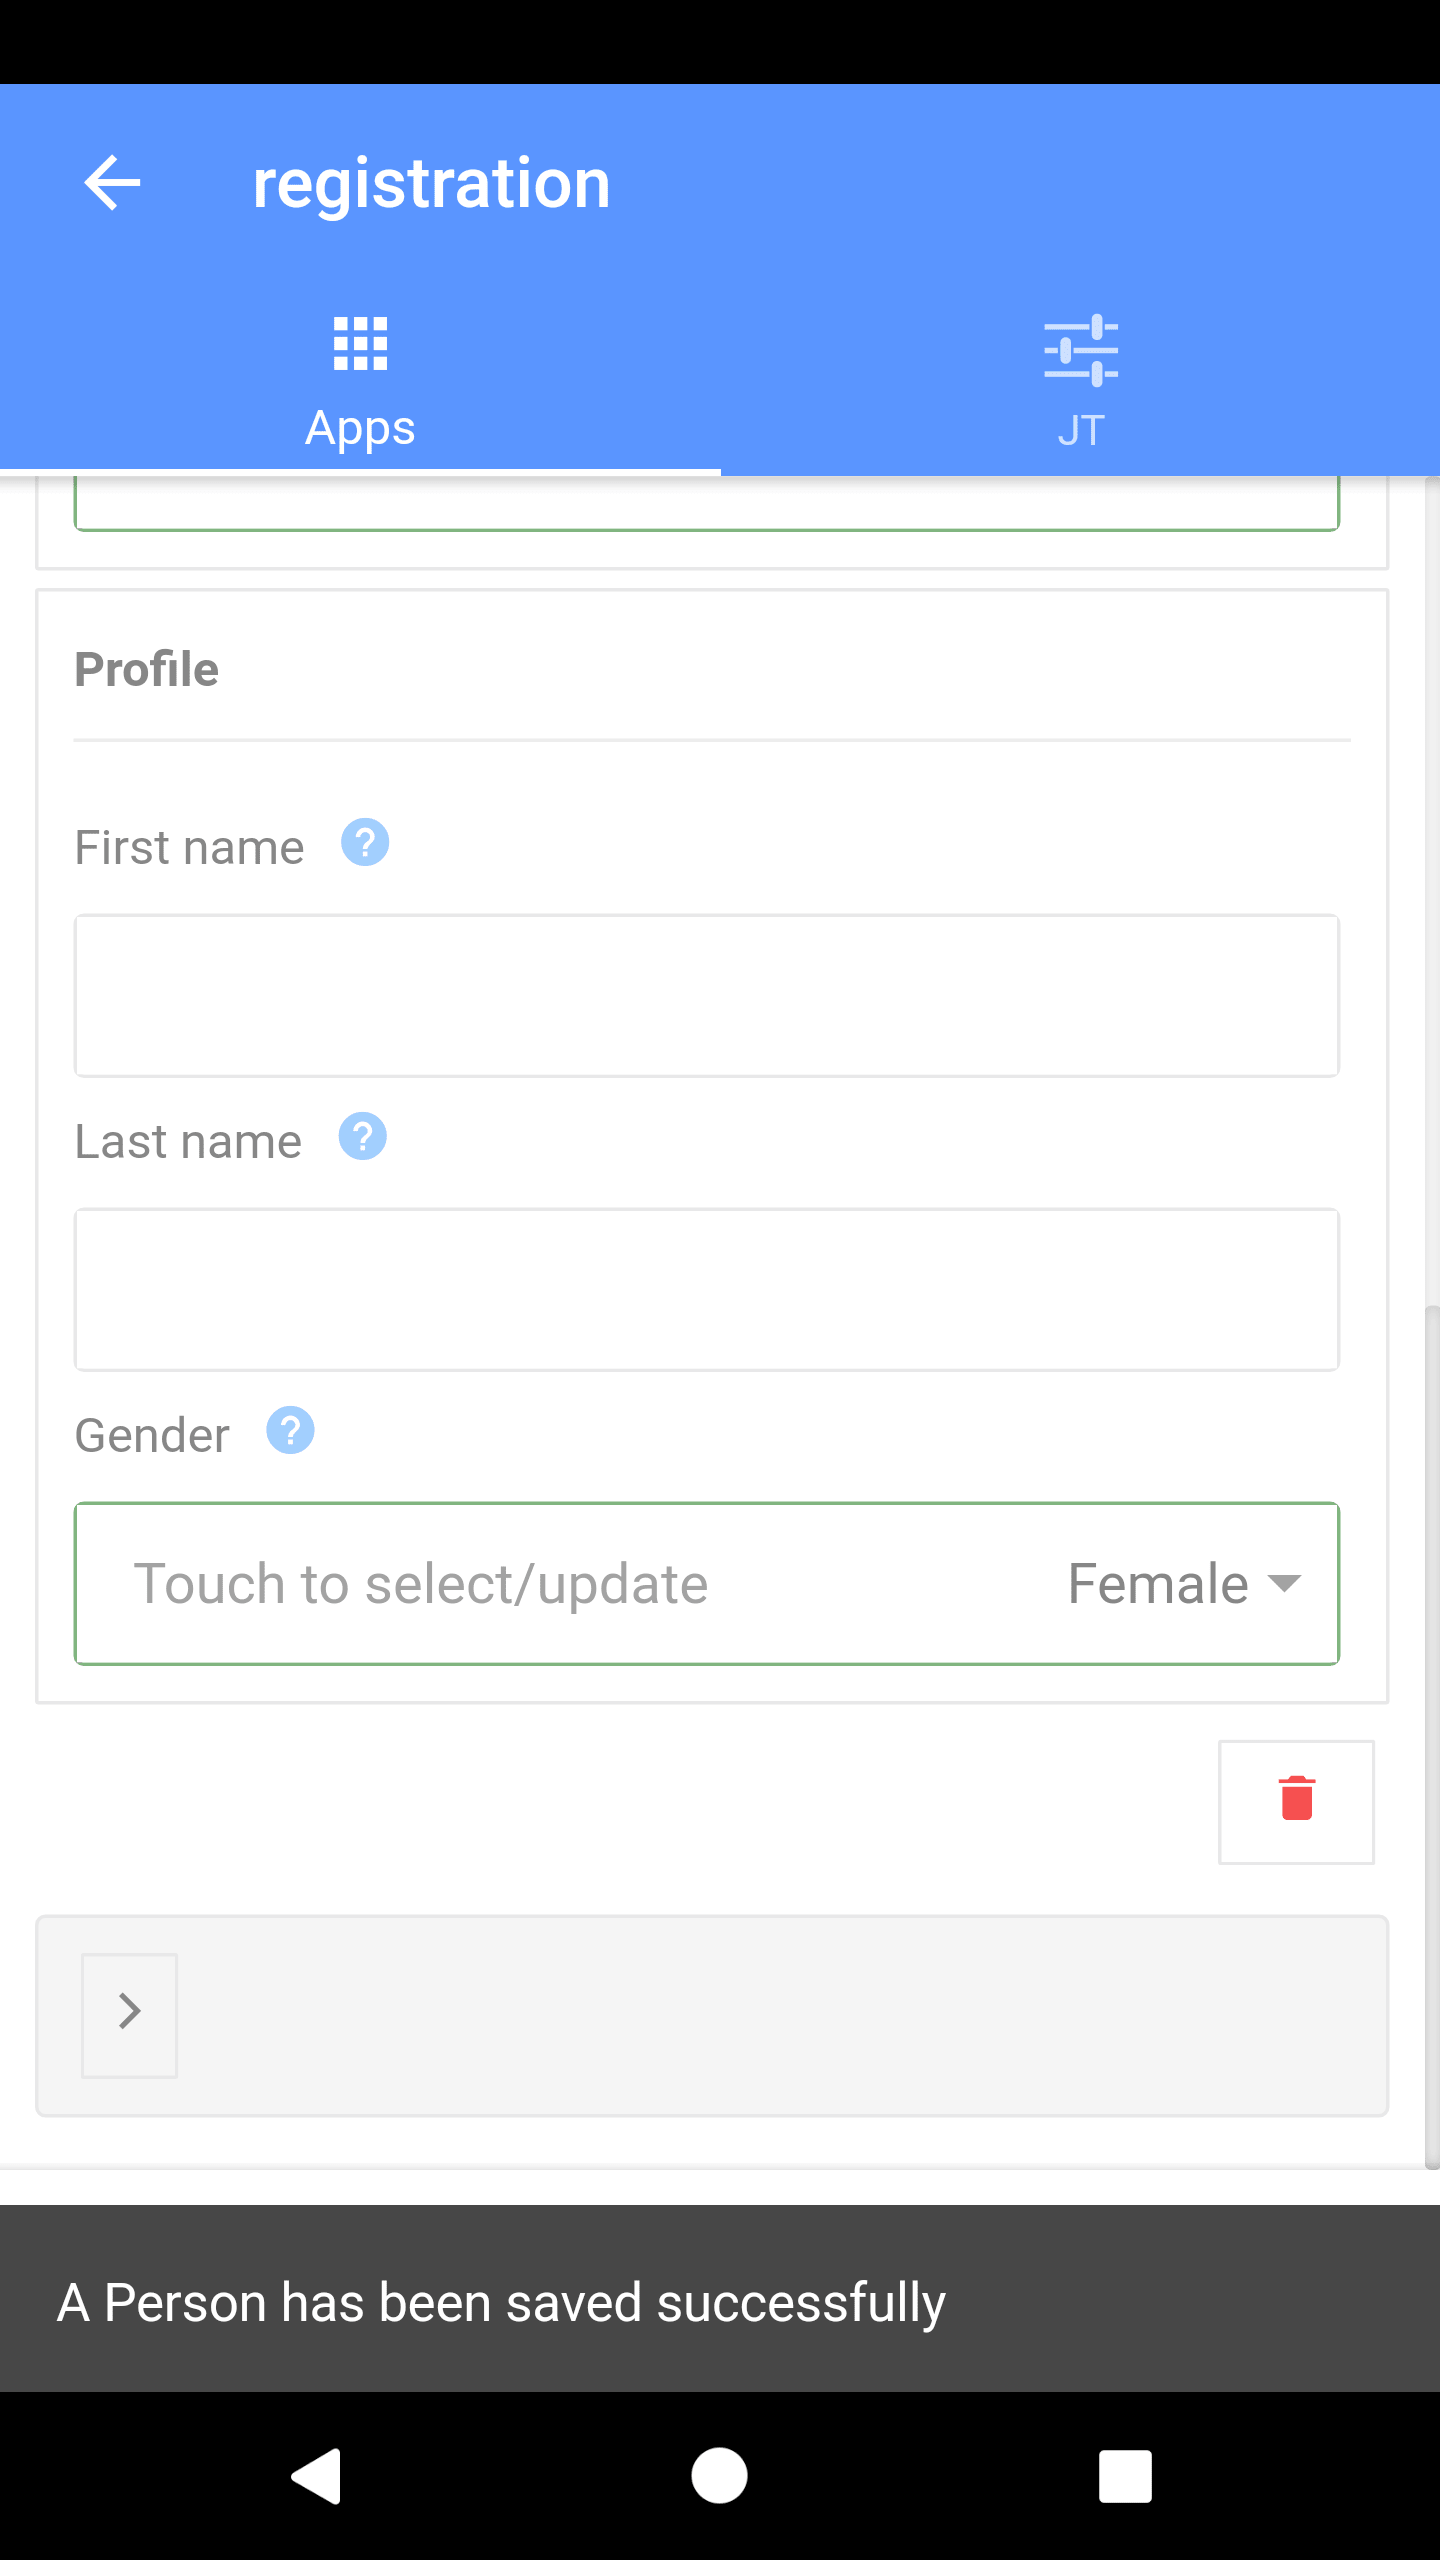 registration
Apps
JT
Profile
First name ?
Last name ?
Gender ?
Touch to select/update Female
A Person has been saved successfully